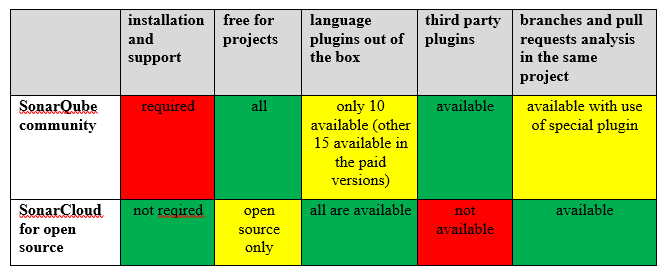 installation and support
free for projects
language plugins out of the box
third party plugins
branches and pull requests analysis in the same project
SonarQube community
required
all
only 10 available (other 15 available in the paid versions)
available
available with use of special plugin
SonarCloud for open source
not reqired
open source only
all are available
not available
available